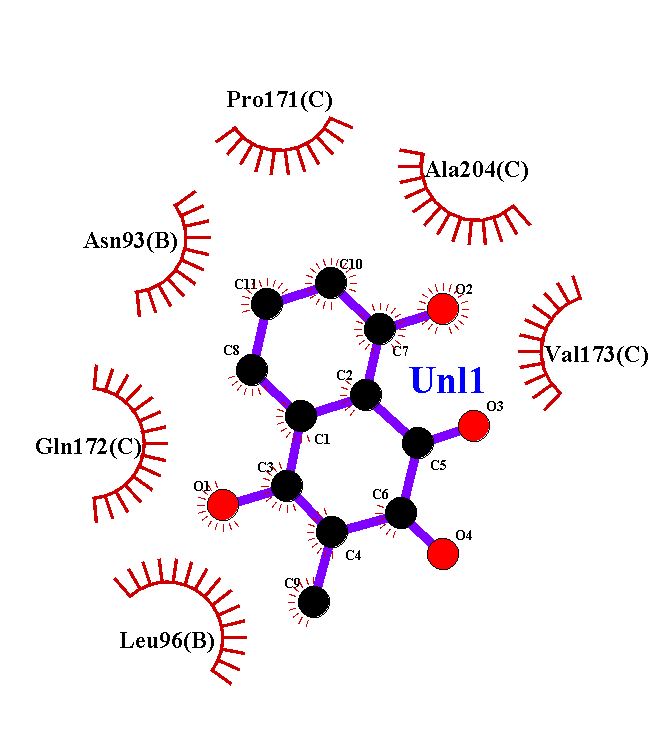 Pro171(C)
Ala204(C)
Asn93(B)
C10
C11
O2
C7
C8
C2
Val173(C)
Unl1
O3
C1
Gln172(C)
C5
C3
O1
C6
O4
C4
C9
Leu96(B)